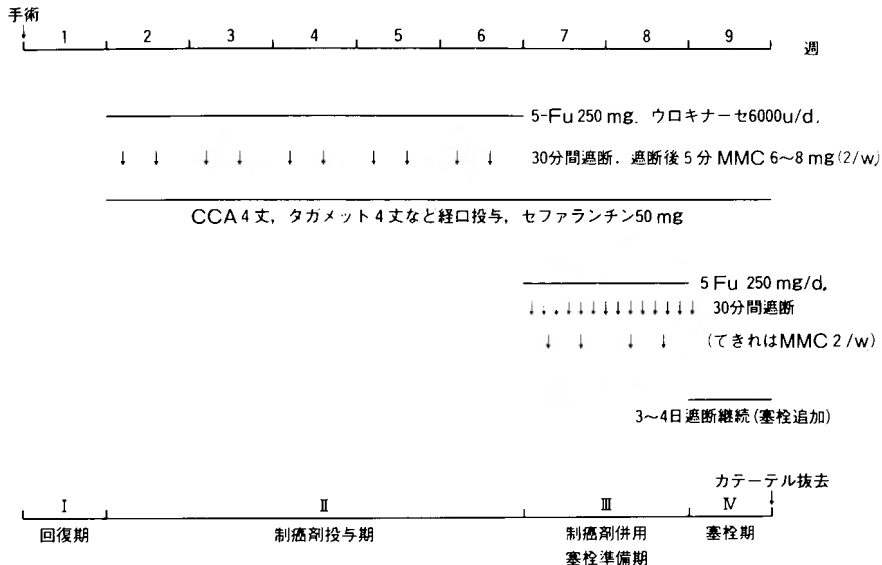 手術
1 2 3 4 5 6 7 8 9 週
5-Fu 250 mg. ウロキナーセ6000u/d.
30分間遮断. 遮断後5分 MMC 6~8 mg(2/w)
CCA 4丈, タガメット4丈など経口投与, セファランチン50 mg
5 Fu 250 mg/d.
30分間遮断
(てきれはMMC 2/w)
3~4日遮断継続(塞栓追加)
カテーテル抜去
I II III IV
回復期 制癌剤投与期 制癌剤併用 塞栓期
塞栓準備期